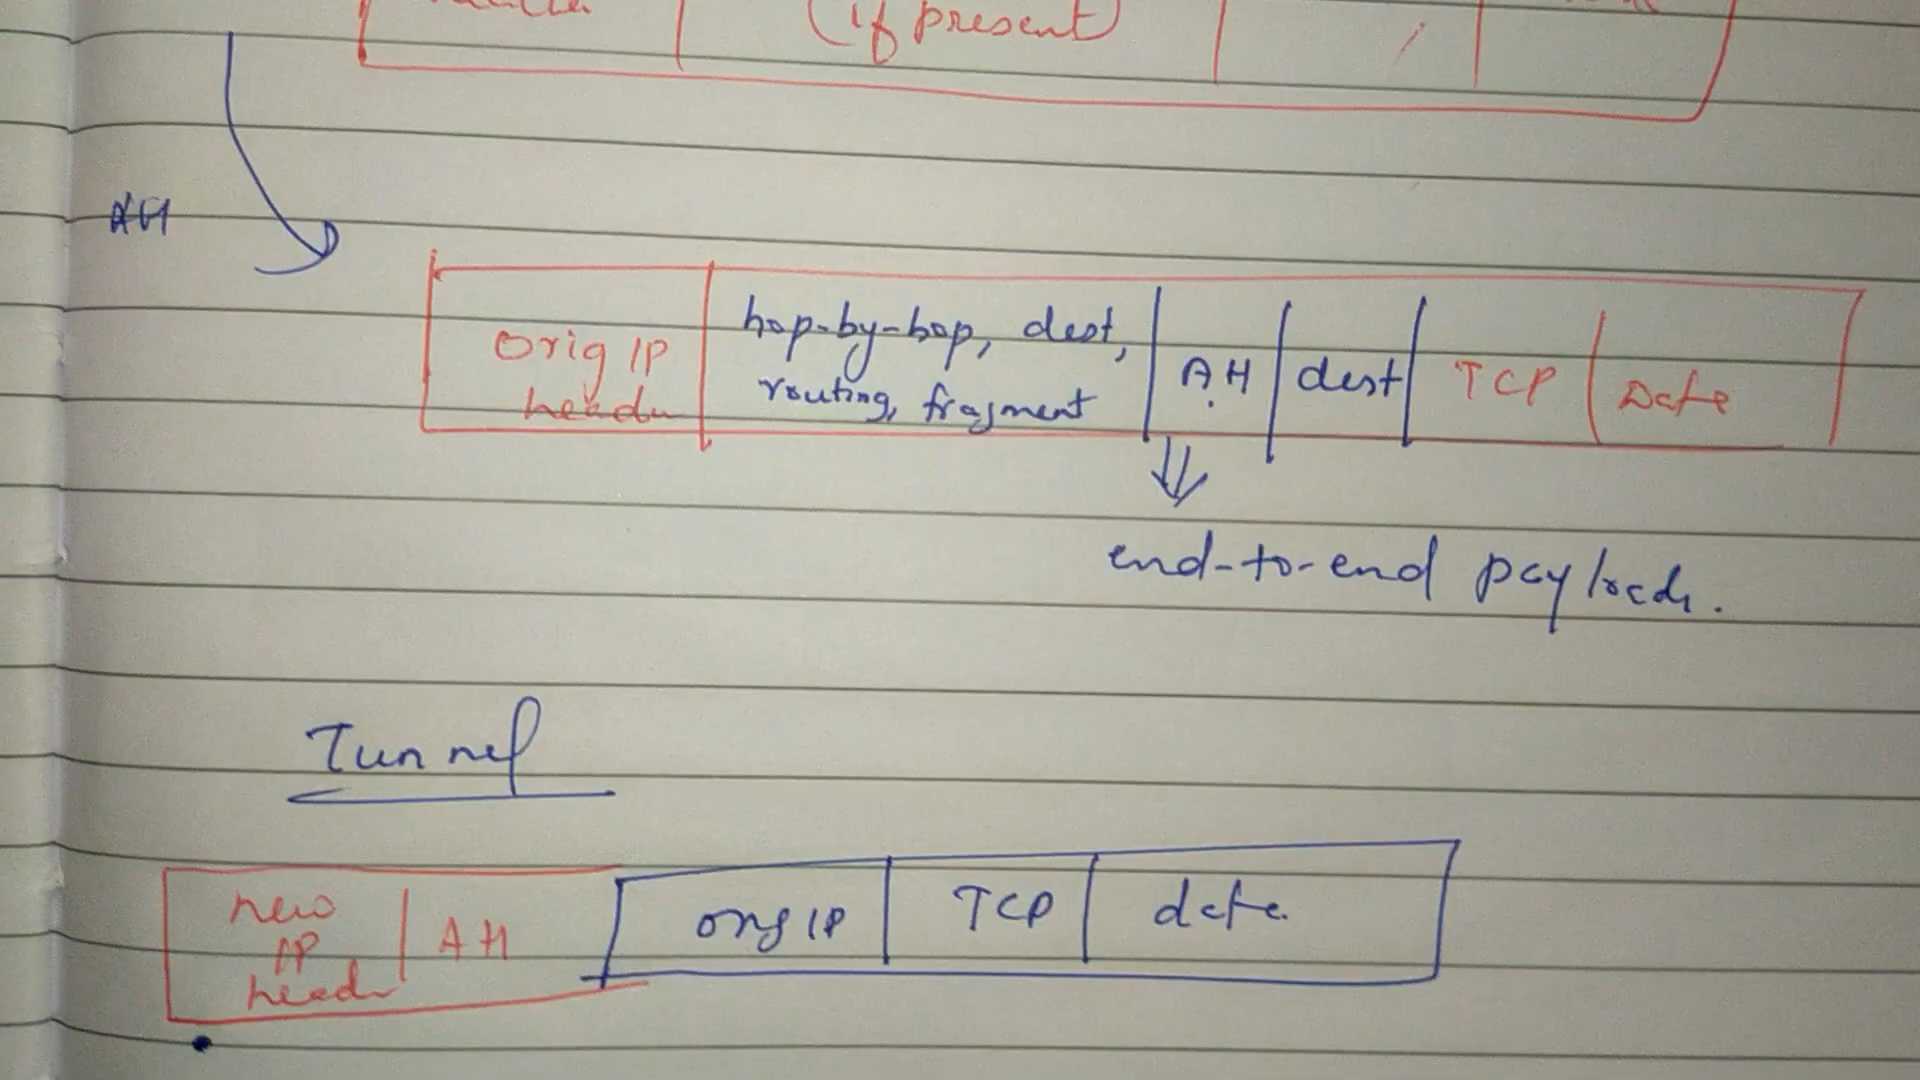 (if present)
AH
Orig IP
header
hop-by-hop, dest,
routing, fragment
AH
dest
TCP
Data
end-to-end payload.
Tunnel
new
IP
header
AH
orig IP
TCP
data